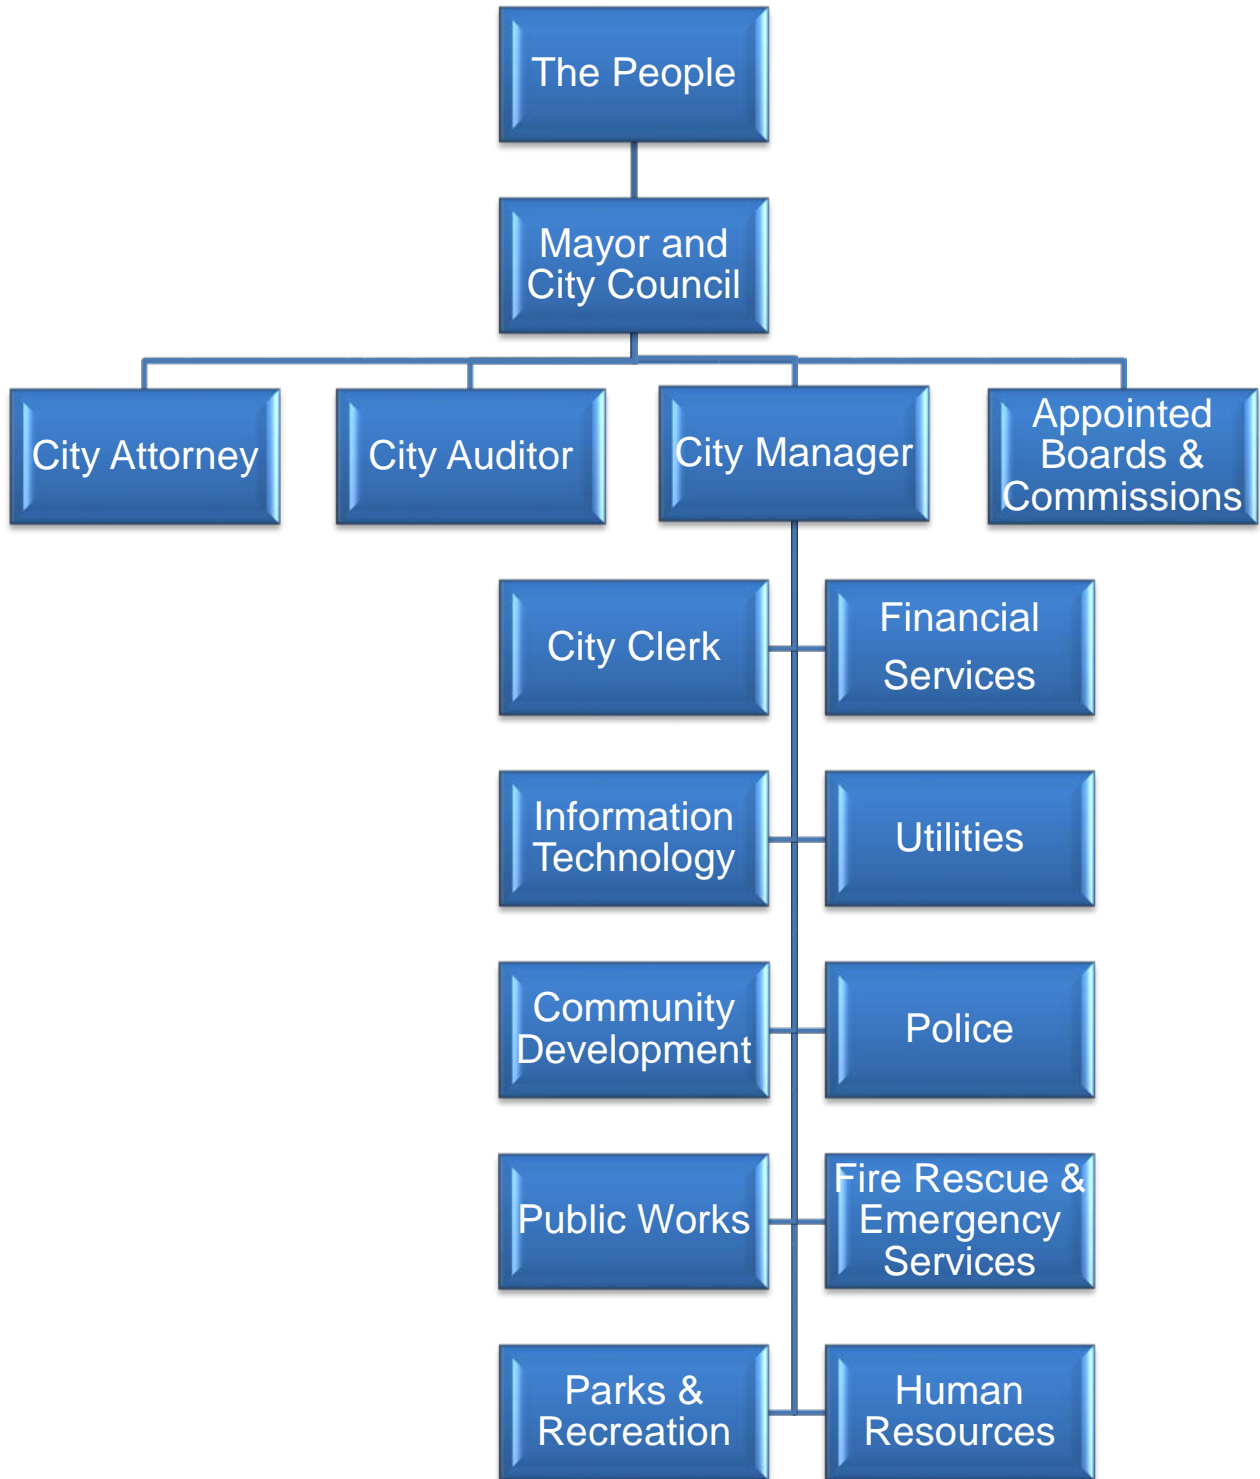 The People
Mayor and
City Council
City Attorney
City Auditor
City Manager
Appointed
Boards &
Commissions
City Clerk
Financial
Services
Information
Technology
Utilities
Community
Development
Police
Public Works
Fire Rescue &
Emergency
Services
Parks &
Recreation
Human
Resources